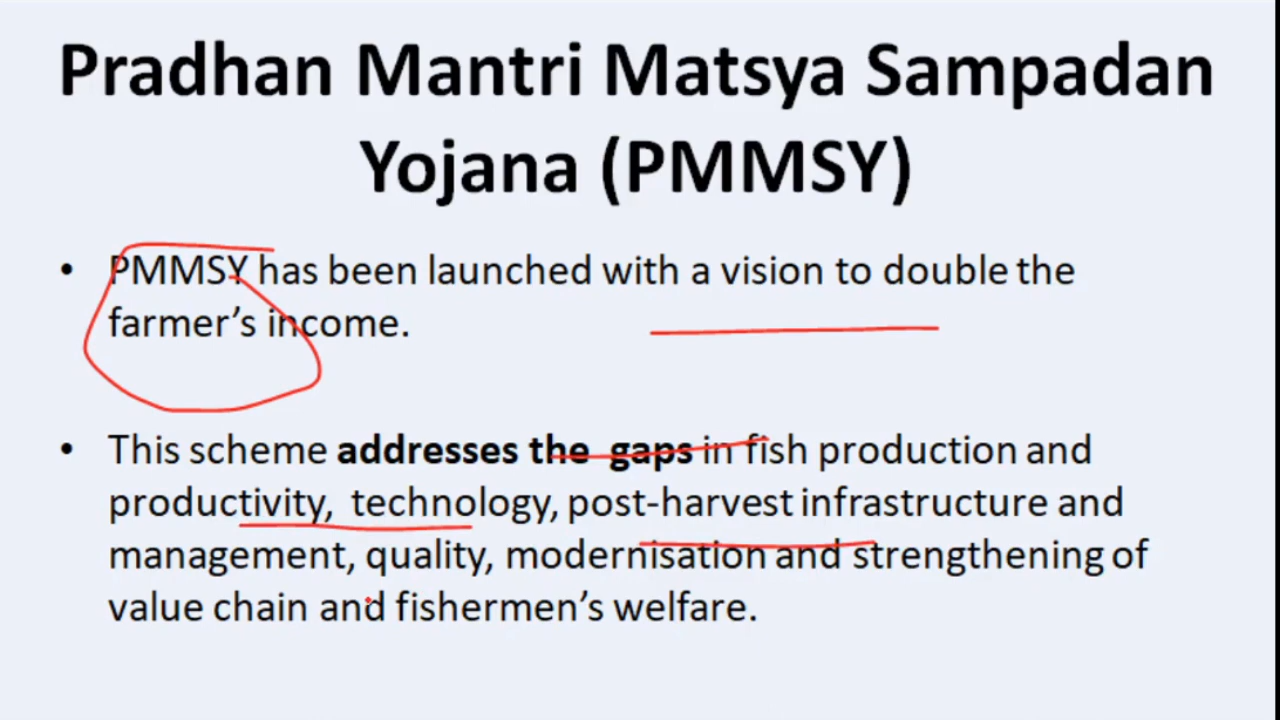 Pradhan Mantri Matsya Sampadan
Yojana (PMMSY)
• PMMSY has been launched with a vision to double the
farmer’s income.
• This scheme addresses the gaps in fish production and
productivity, technology, post-harvest infrastructure and
management, quality, modernisation and strengthening of
value chain and fishermen’s welfare.